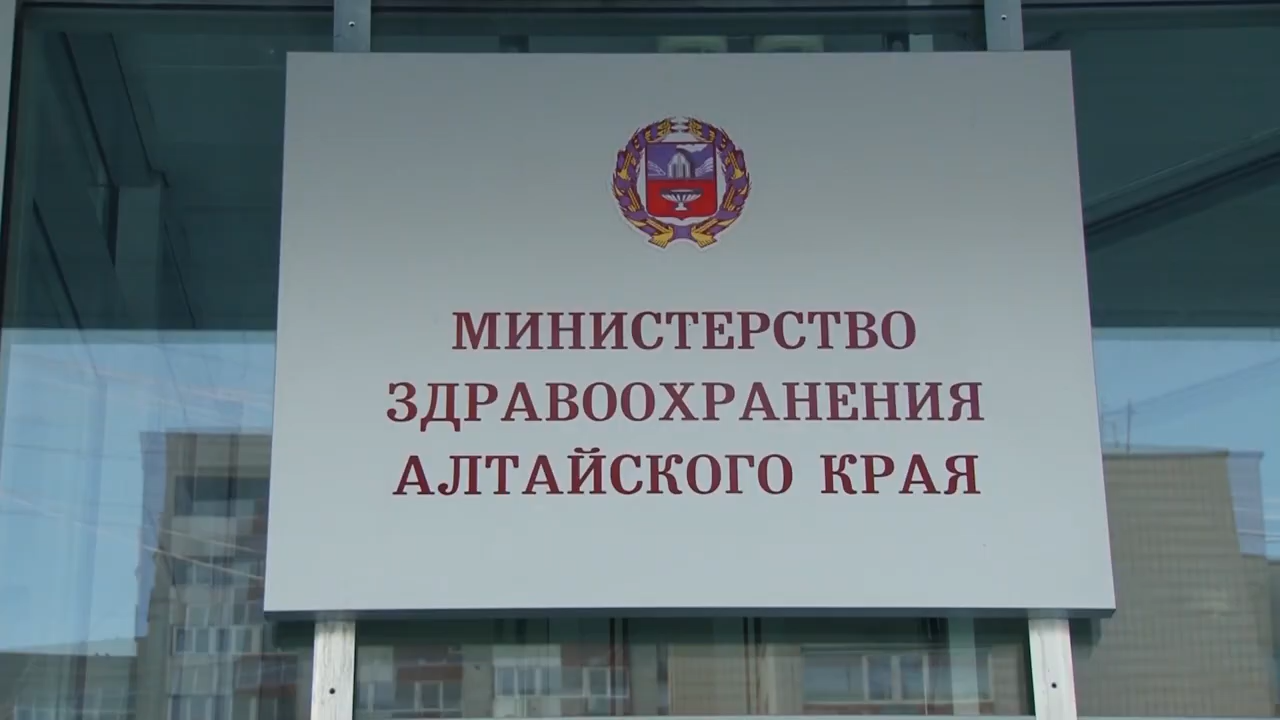 МИНИСТЕРСТВО
ЗДРАВООХРАНЕНИЯ
АЛТАЙСКОГО КРАЯ